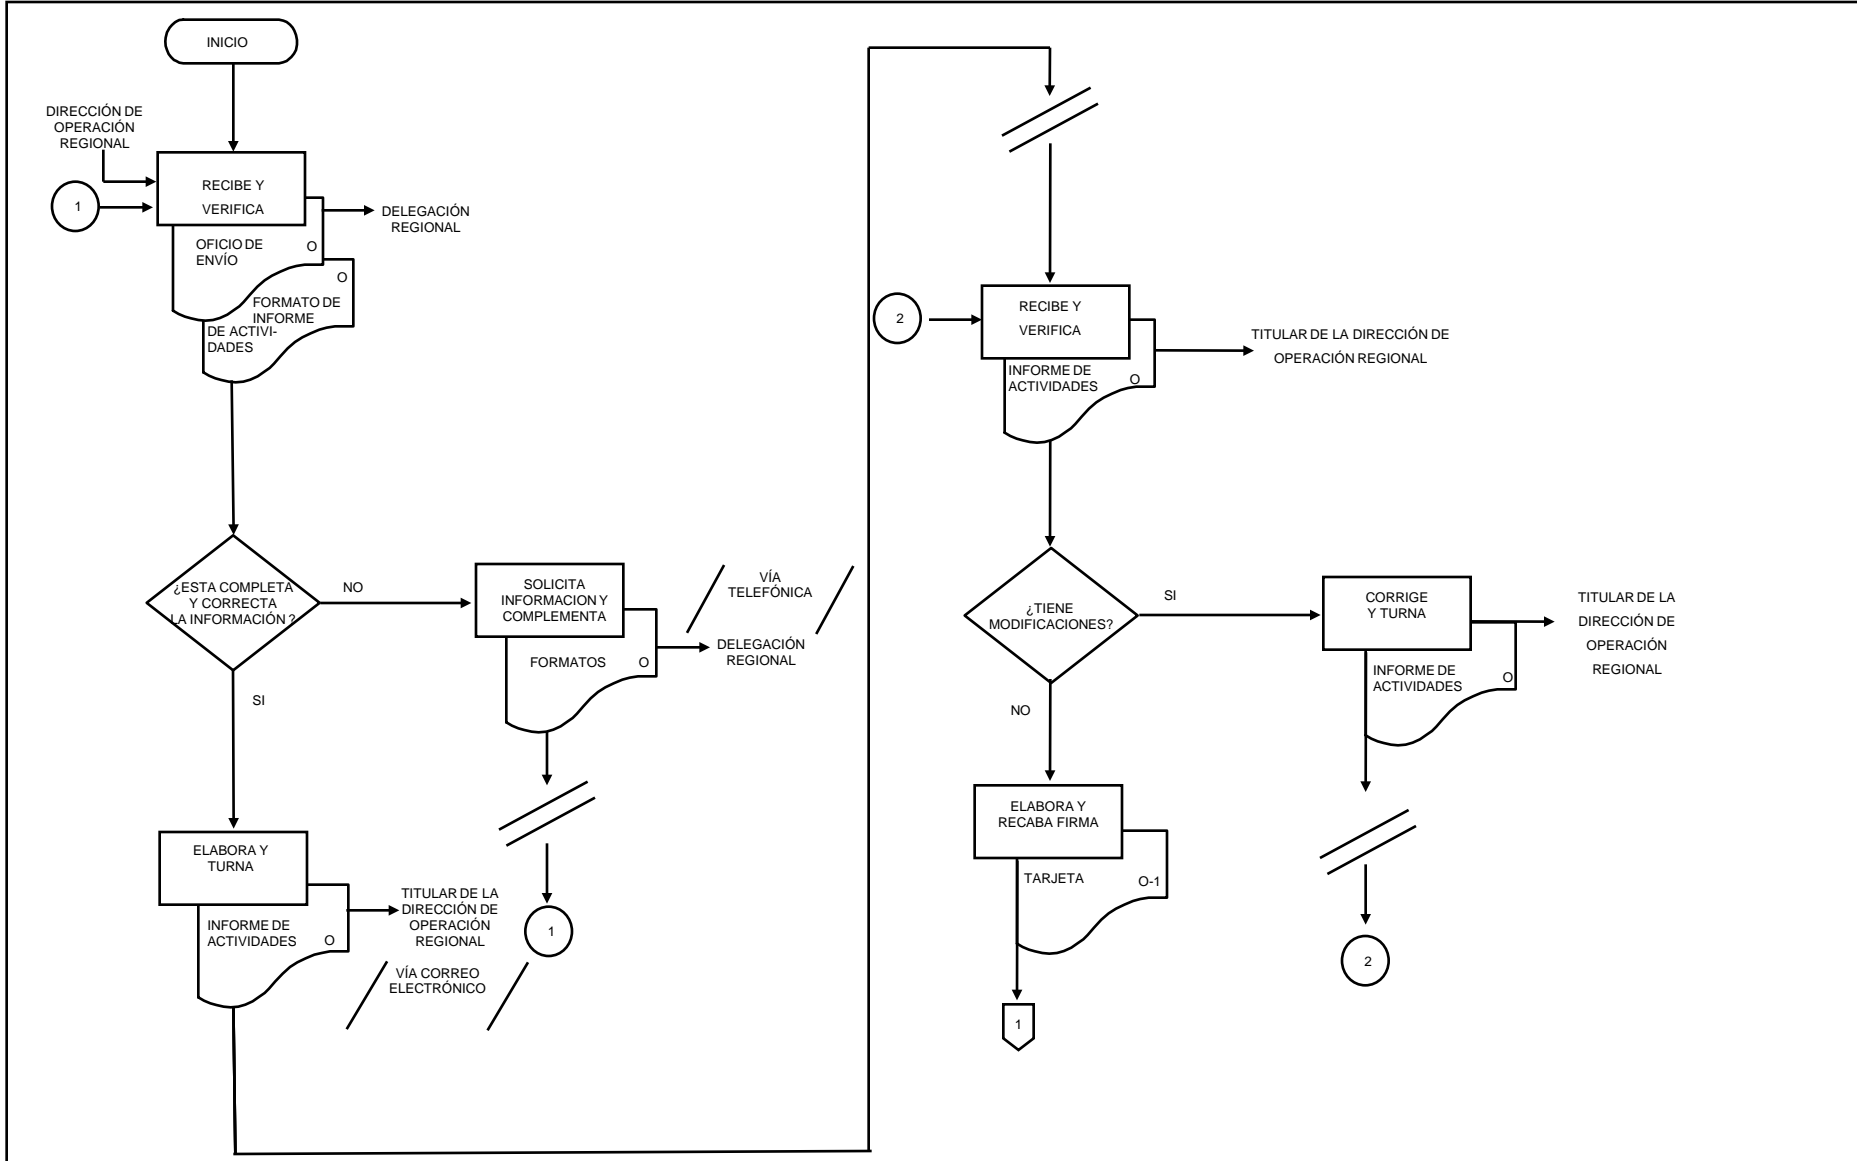 INICIO
DIRECCIÓN DE
OPERACIÓN
REGIONAL
1
RECIBE Y
VERIFICA
DELEGACIÓN
REGIONAL
OFICIO DE
ENVÍO
O
O
FORMATO DE
INFORME
DE ACTIVI-
DADES
¿ESTA COMPLETA
Y CORRECTA
LA INFORMACIÓN ?
NO
SI
SOLICITA
INFORMACION Y
COMPLEMENTA
FORMATOS
O
VÍA
TELEFÓNICA
DELEGACIÓN
REGIONAL
1
ELABORA Y
TURNA
INFORME DE
ACTIVIDADES
O
TITULAR DE LA
DIRECCIÓN DE
OPERACIÓN
REGIONAL
VÍA CORREO
ELECTRÓNICO
2
RECIBE Y
VERIFICA
INFORME DE
ACTIVIDADES
O
TITULAR DE LA DIRECCIÓN DE
OPERACIÓN REGIONAL
¿TIENE
MODIFICACIONES?
SI
NO
CORRIGE
Y TURNA
INFORME DE
ACTIVIDADES
O
TITULAR DE LA
DIRECCIÓN DE
OPERACIÓN
REGIONAL
2
ELABORA Y
RECABA FIRMA
TARJETA
O-1
1